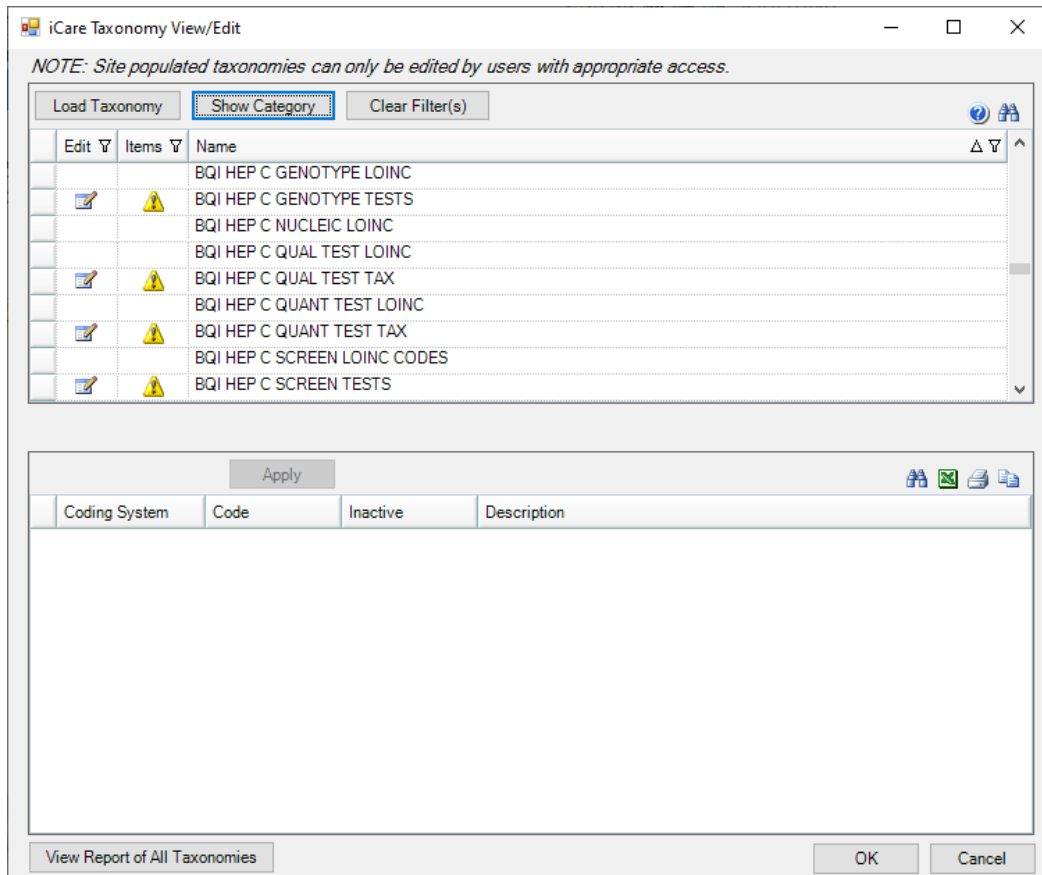 iCare Taxonomy View/Edit
NOTE: Site populated taxonomies can only be edited by users with appropriate access.
Load Taxonomy Show Category Clear Filter(s)
Edit Items Name
BQI HEP C GENOTYPE LOINC
BQI HEP C GENOTYPE TESTS
BQI HEP C NUCLEIC LOINC
BQI HEP C QUAL TEST LOINC
BQI HEP C QUAL TEST TAX
BQI HEP C QUANT TEST LOINC
BQI HEP C QUANT TEST TAX
BQI HEP C SCREEN LOINC CODES
BQI HEP C SCREEN TESTS
Apply
Coding System Code Inactive Description
View Report of All Taxonomies OK Cancel